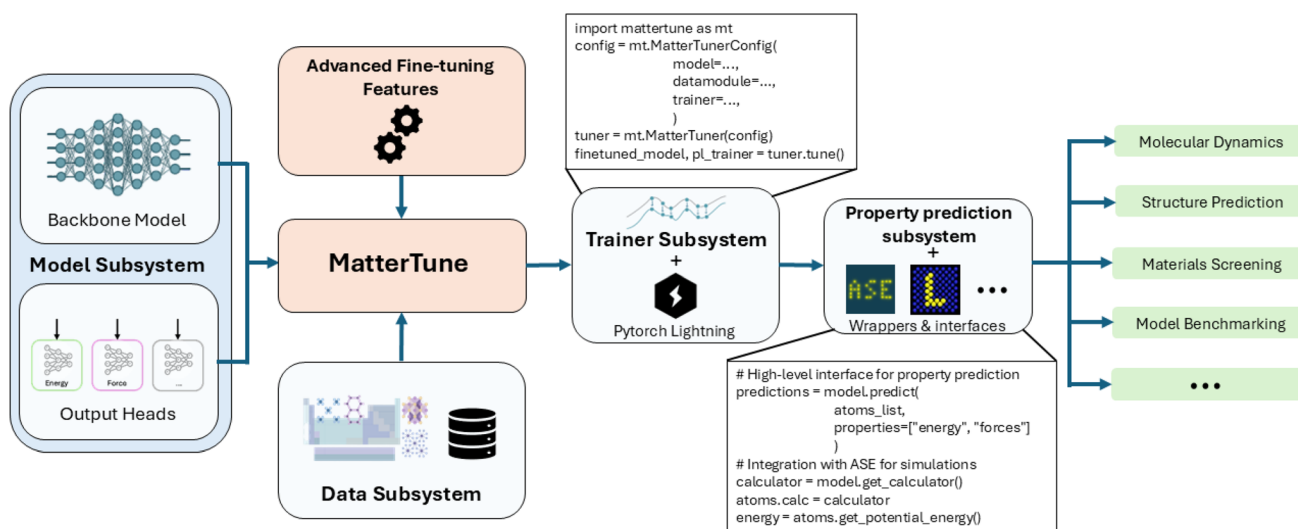 Backbone Model
Model Subsystem
Energy
Force
...
Output Heads
Advanced Fine-tuning
Features
MatterTune
Data Subsystem
import mattertune as mt
config = mt.MatterTunerConfig(
model=...,
datamodule=...,
trainer=...,
)
tuner = mt.MatterTuner(config)
finetuned_model, pl_trainer = tuner.tune()
Trainer Subsystem
+
Pytorch Lightning
Property prediction
subsystem
+
ASE
L
•••
Wrappers & interfaces
# High-level interface for property prediction
predictions = model.predict(
atoms_list,
properties=["energy", "forces"]
)
# Integration with ASE for simulations
calculator = model.get_calculator()
atoms.calc = calculator
energy = atoms.get_potential_energy()
Molecular Dynamics
Structure Prediction
Materials Screening
Model Benchmarking
•••